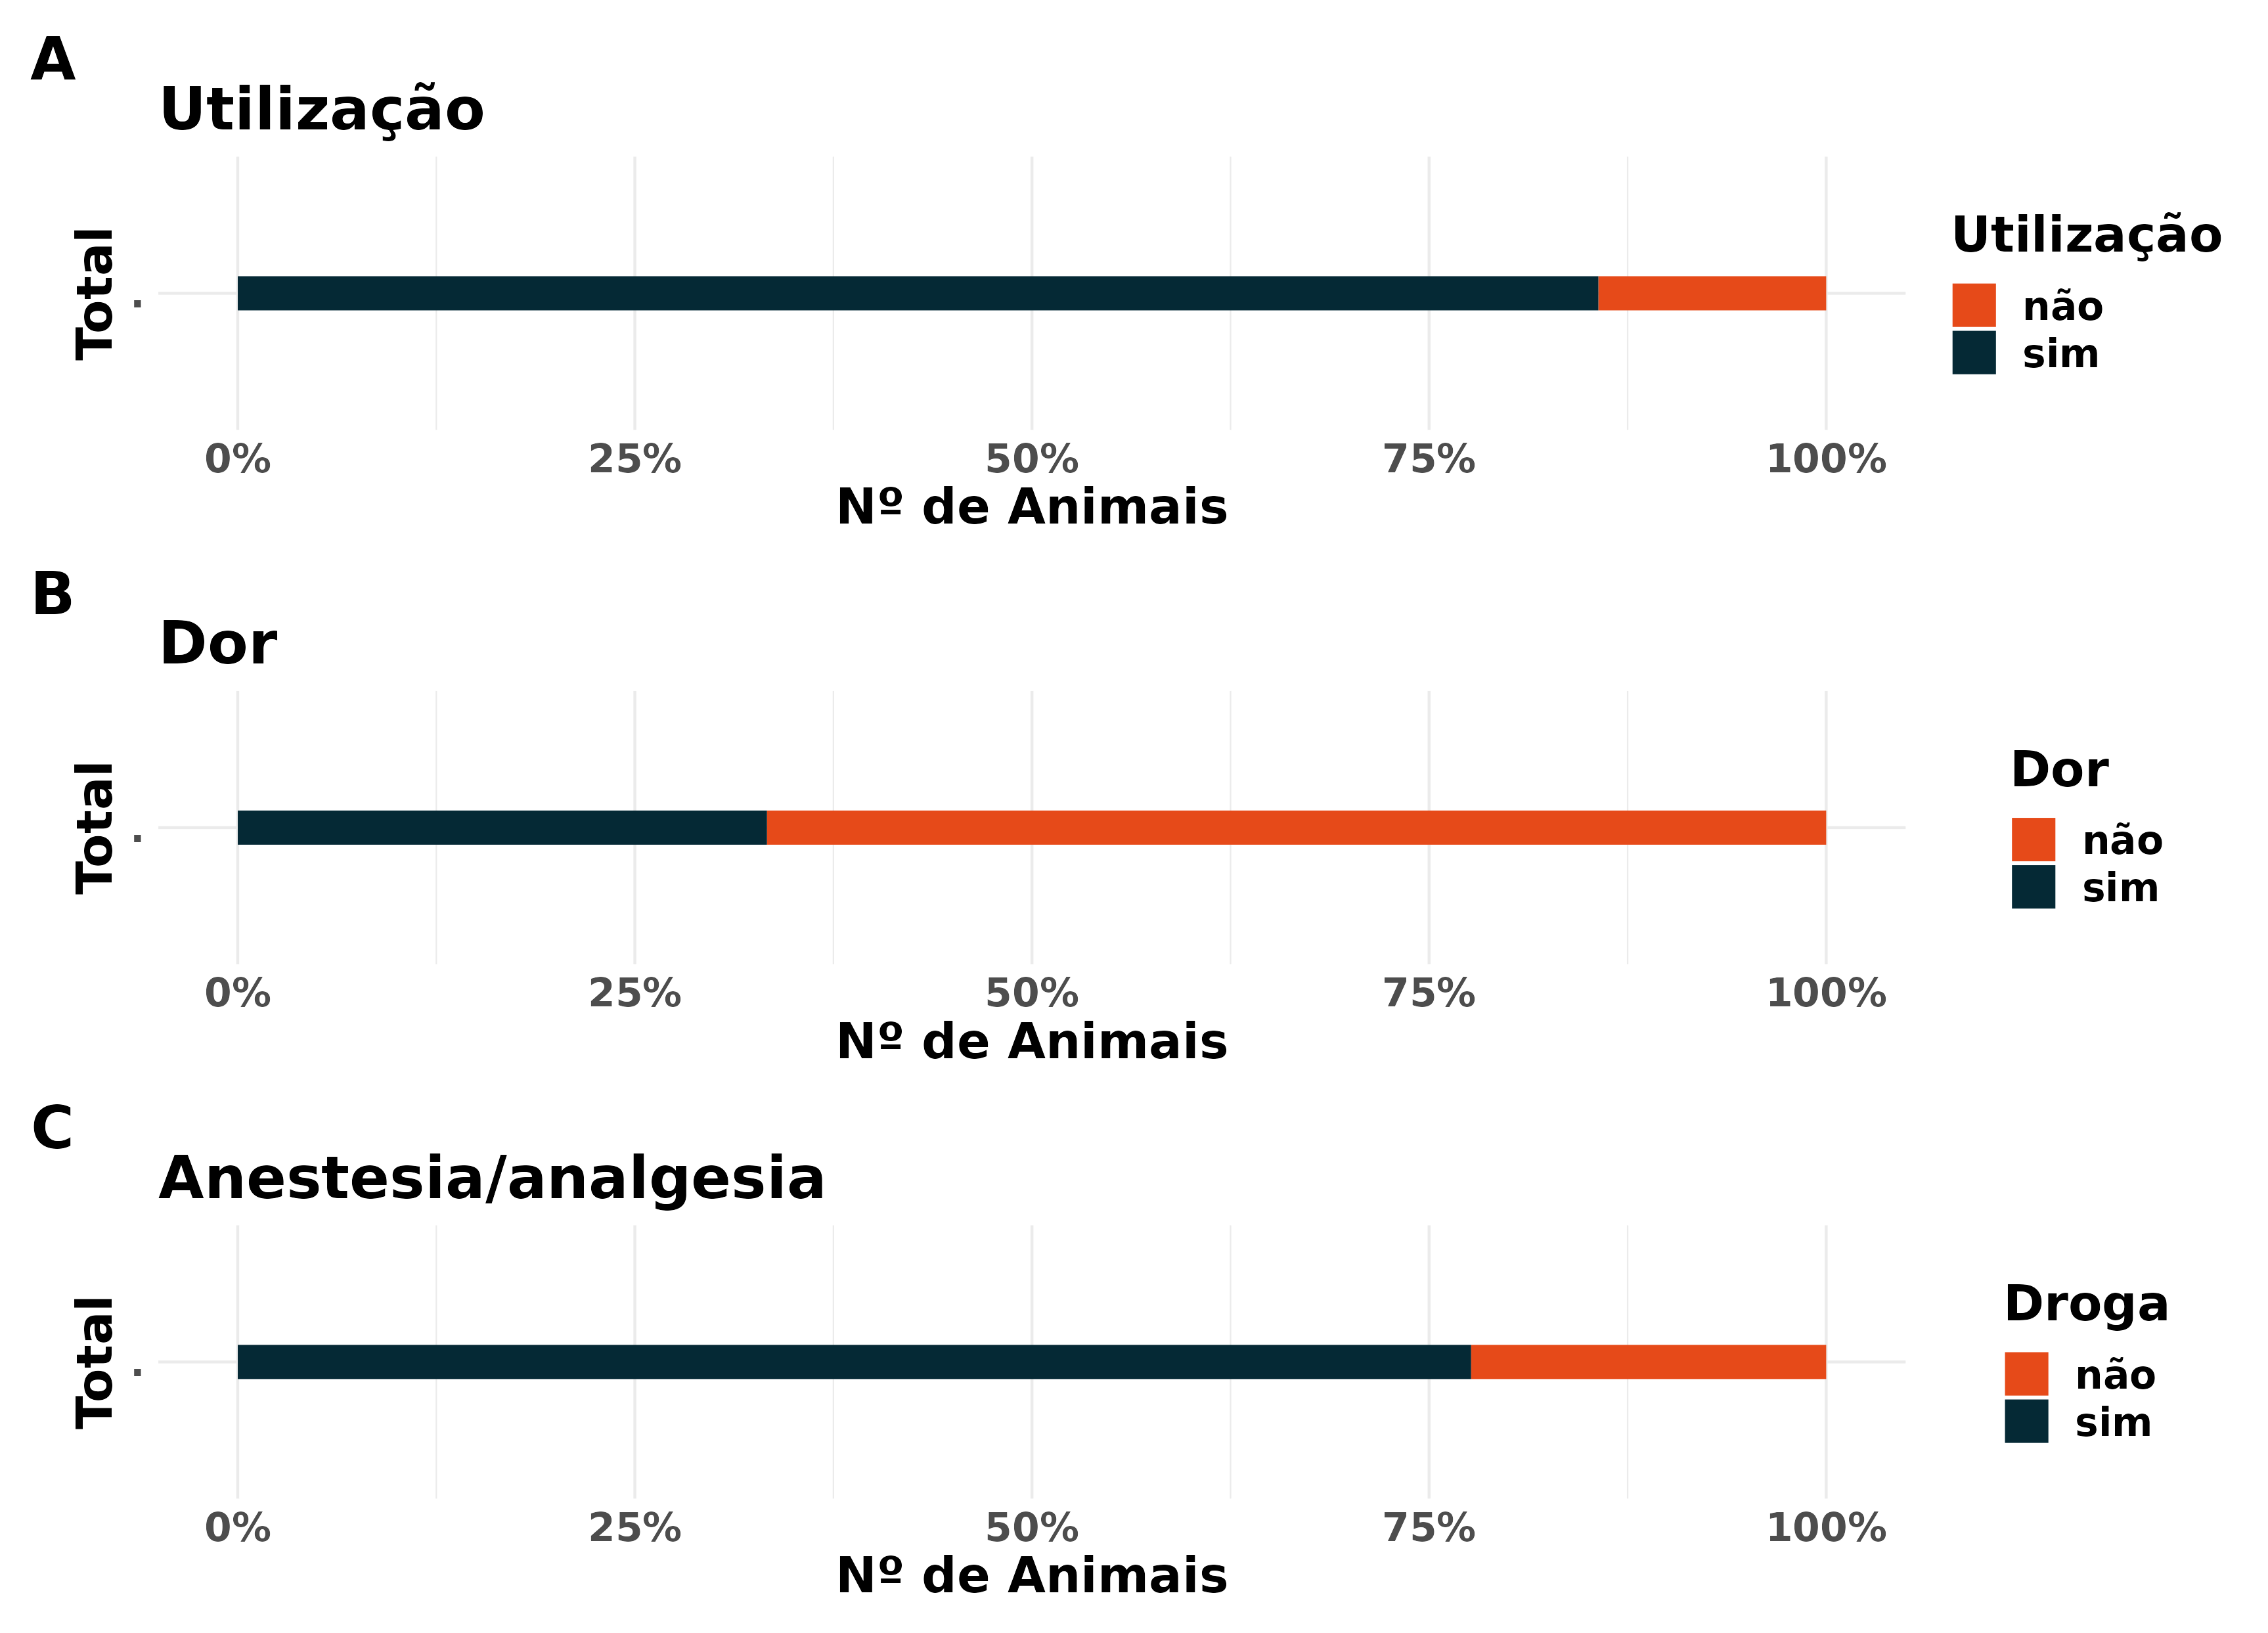 A
Utilização
Total
.
0% 25% 50% 75% 100%
Nº de Animais
Utilização
não
sim
B
Dor
Total
.
0% 25% 50% 75% 100%
Nº de Animais
Dor
não
sim
C
Anestesia/analgesia
Total
.
0% 25% 50% 75% 100%
Nº de Animais
Droga
não
sim